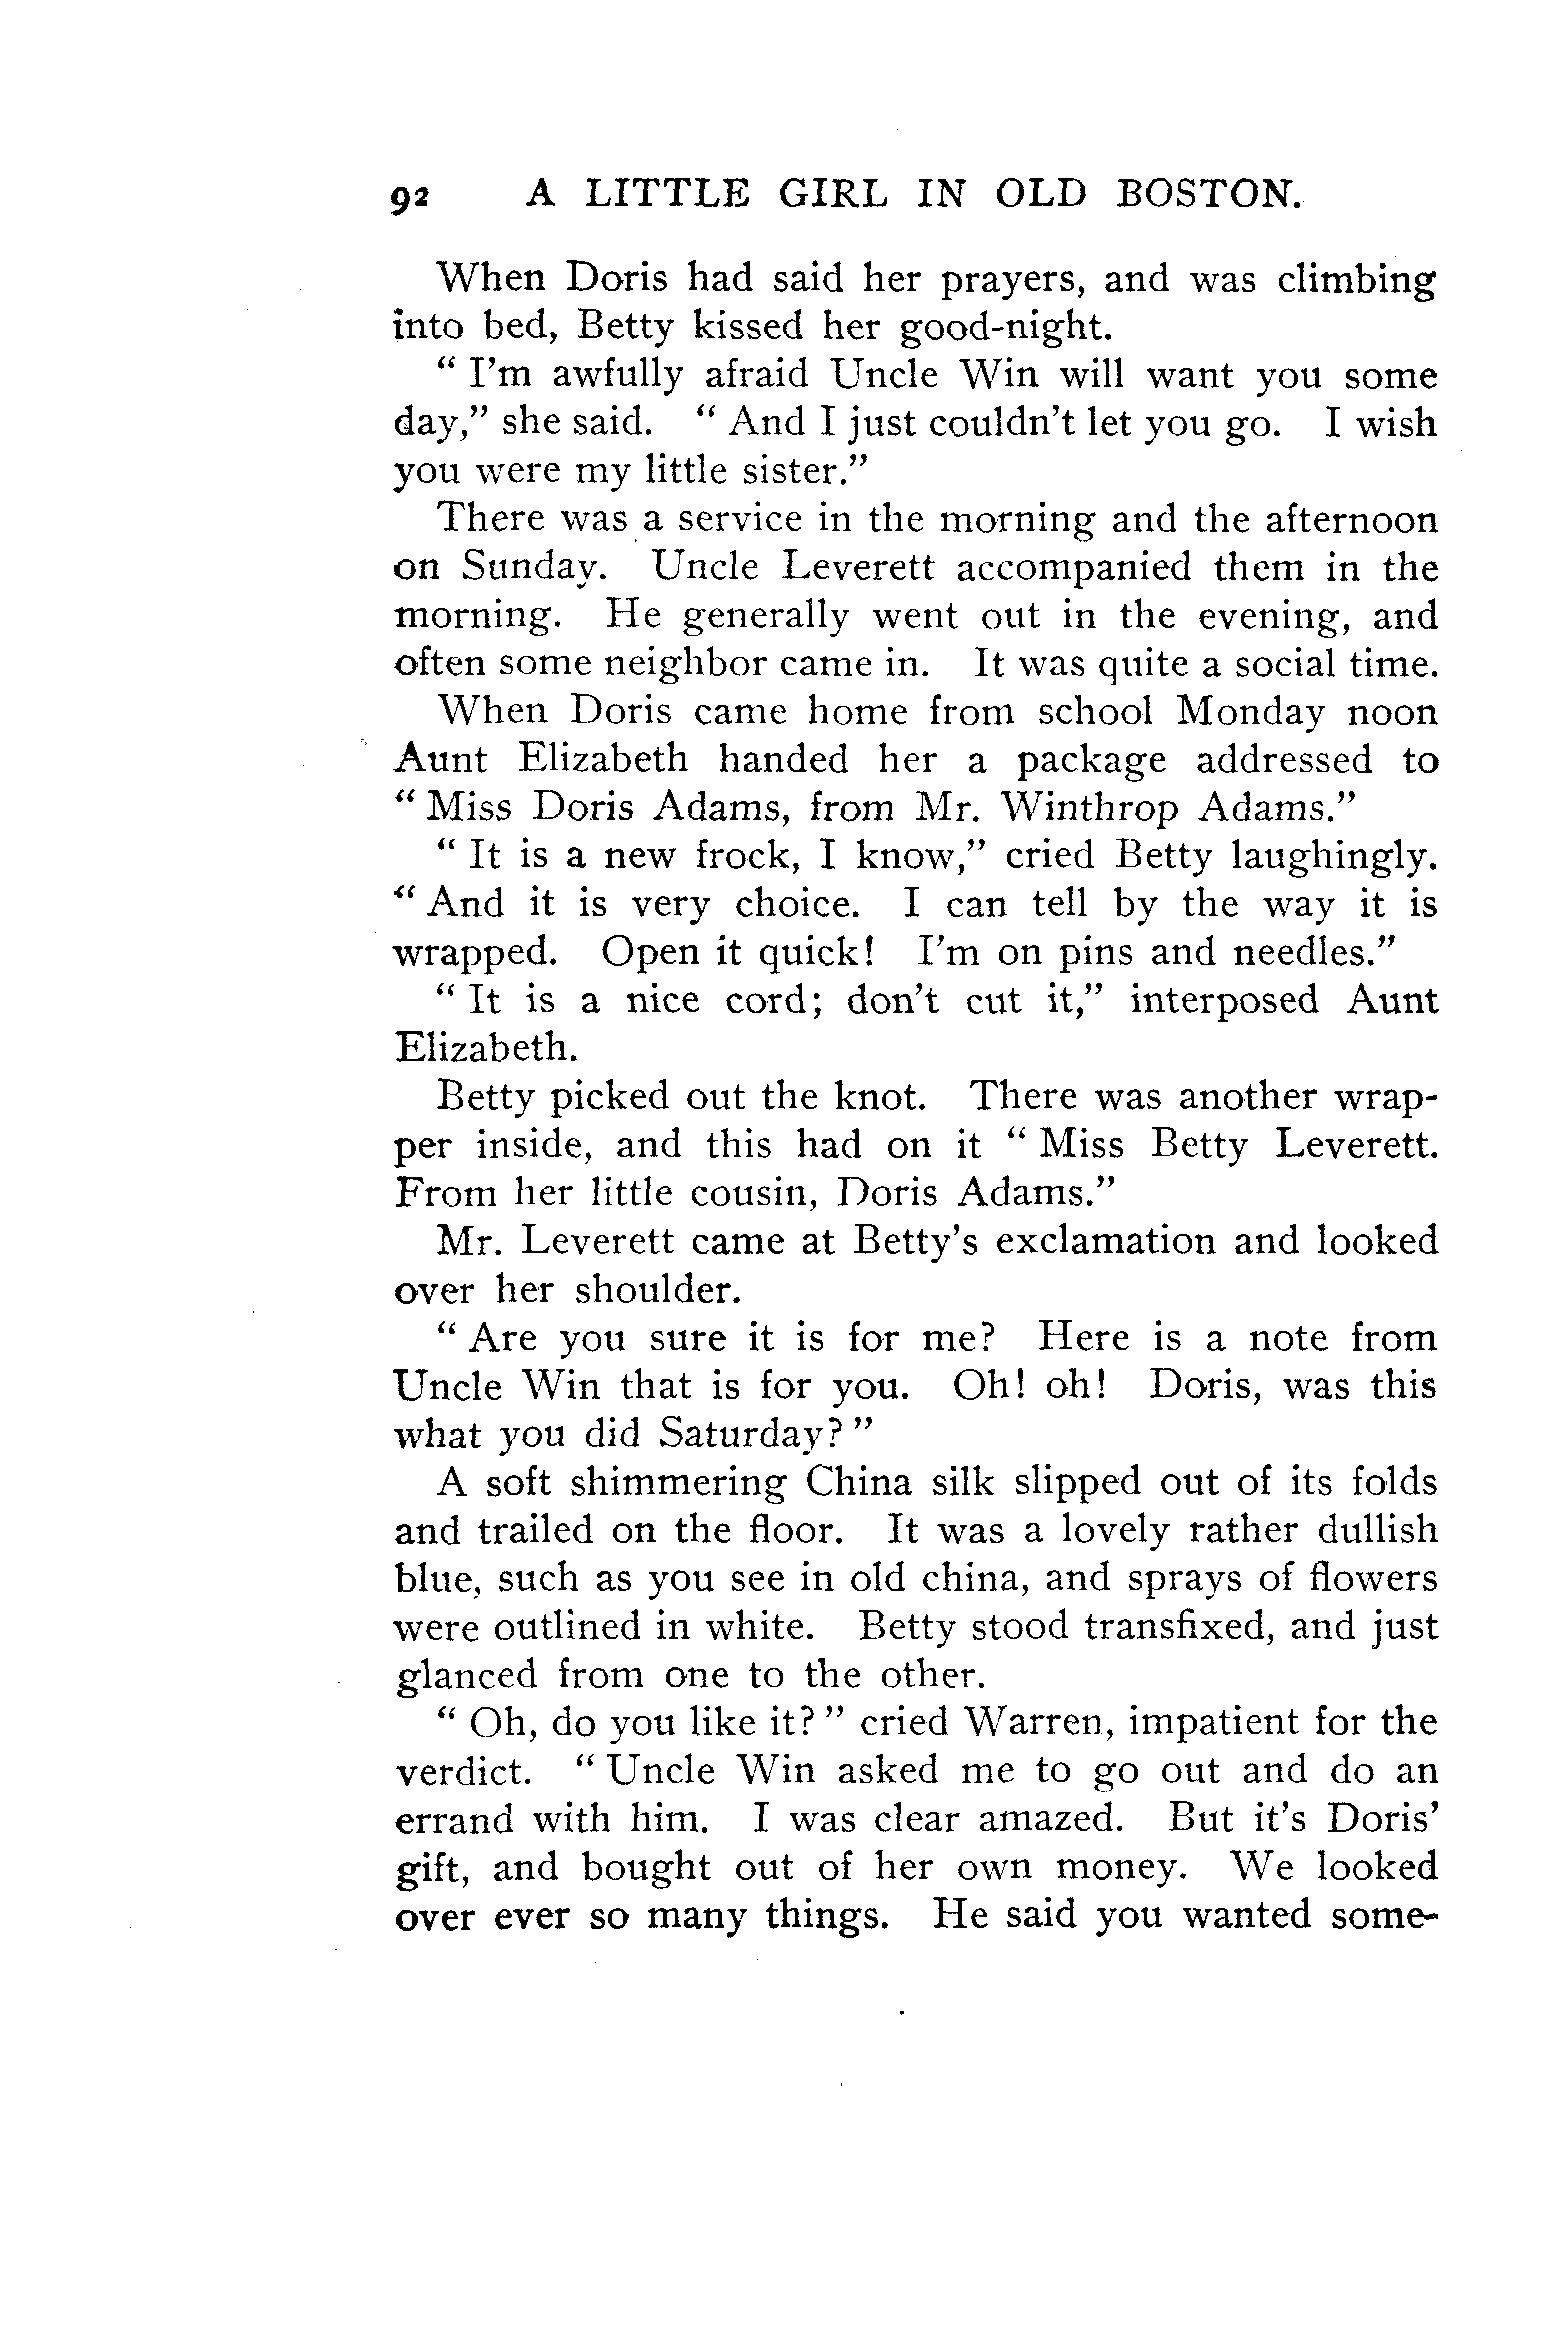 92 A LITTLE GIRL IN OLD BOSTON.
When Doris had said her prayers, and was climbing
into bed, Betty kissed her good-night.
“ I’m awfully afraid Uncle Win will want you some
day,” she said. “ And I just couldn’t let you go. I wish
you were my little sister.”
There was a service in the morning and the afternoon
on Sunday. Uncle Leverett accompanied them in the
morning. He generally went out in the evening, and
often some neighbor came in. It was quite a social time.
When Doris came home from school Monday noon
Aunt Elizabeth handed her a package addressed to
“ Miss Doris Adams, from Mr. Winthrop Adams.”
“ It is a new frock, I know,” cried Betty laughingly.
“ And it is very choice. I can tell by the way it is
wrapped. Open it quick! I’m on pins and needles.”
“ It is a nice cord; don’t cut it,” interposed Aunt
Elizabeth.
Betty picked out the knot. There was another wrap-
per inside, and this had on it “ Miss Betty Leverett.
From her little cousin, Doris Adams.”
Mr. Leverett came at Betty’s exclamation and looked
over her shoulder.
“ Are you sure it is for me? Here is a note from
Uncle Win that is for you. Oh! oh! Doris, was this
what you did Saturday? ”
A soft shimmering China silk slipped out of its folds
and trailed on the floor. It was a lovely rather dullish
blue, such as you see in old china, and sprays of flowers
were outlined in white. Betty stood transfixed, and just
glanced from one to the other.
“ Oh, do you like it? ” cried Warren, impatient for the
verdict. “ Uncle Win asked me to go out and do an
errand with him. I was clear amazed. But it’s Doris’
gift, and bought out of her own money. We looked
over ever so many things. He said you wanted some-